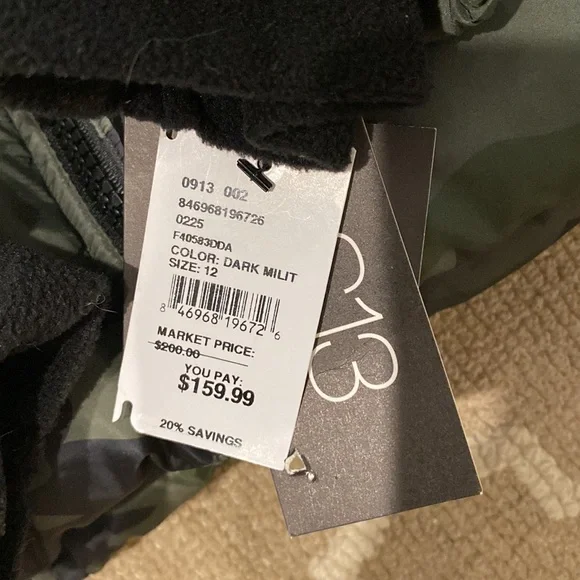 0913 002
846968196726
0225
F40583DDA
COLOR: DARK MILIT
SIZE: 12
8 46968 19672 6
MARKET PRICE:
$200.00
YOU PAY:
$159.99
20% SAVINGS
C13